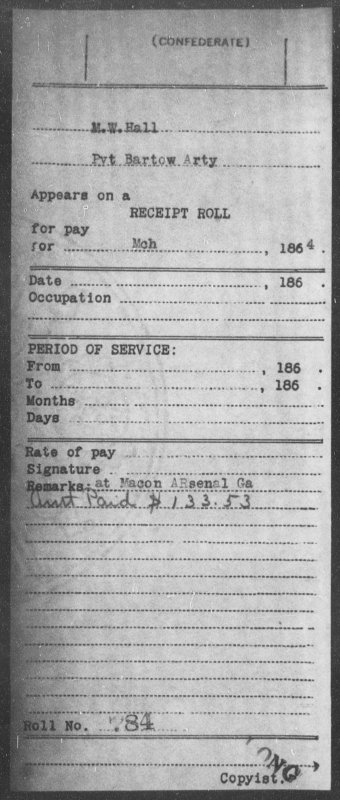 (CONFEDERATE)
M.W.Hall
Pvt Bartow Arty
Appears on a
RECEIPT ROLL
for pay
for Mch, 1864.
Date , 186 .
Occupation
PERIOD OF SERVICE:
From , 186 .
To , 186 .
Months
Days
Rate of pay
Signature
Remarks: at Macon ARsenal Ga
Amt Paid $133.53
Roll No. 84
Copyist.